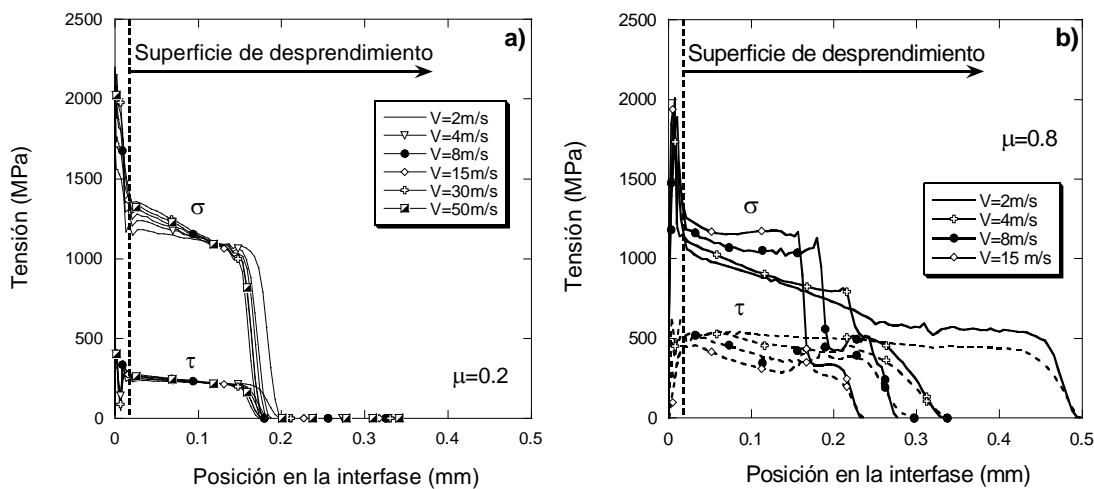 2500
a)
Superficie de desprendimiento
2000
V=2m/s
V=4m/s
V=8m/s
V=15m/s
V=30m/s
V=50m/s
1500
σ
1000
500
τ
μ=0.2
0
0
0.1
0.2
0.3
0.4
0.5
Tensión (MPa)
Posición en la interfase (mm)
2500
b)
Superficie de desprendimiento
2000
μ=0.8
1500
V=2m/s
V=4m/s
V=8m/s
V=15 m/s
σ
1000
τ
500
0
0
0.1
0.2
0.3
0.4
0.5
Tensión (MPa)
Posición en la interfase (mm)